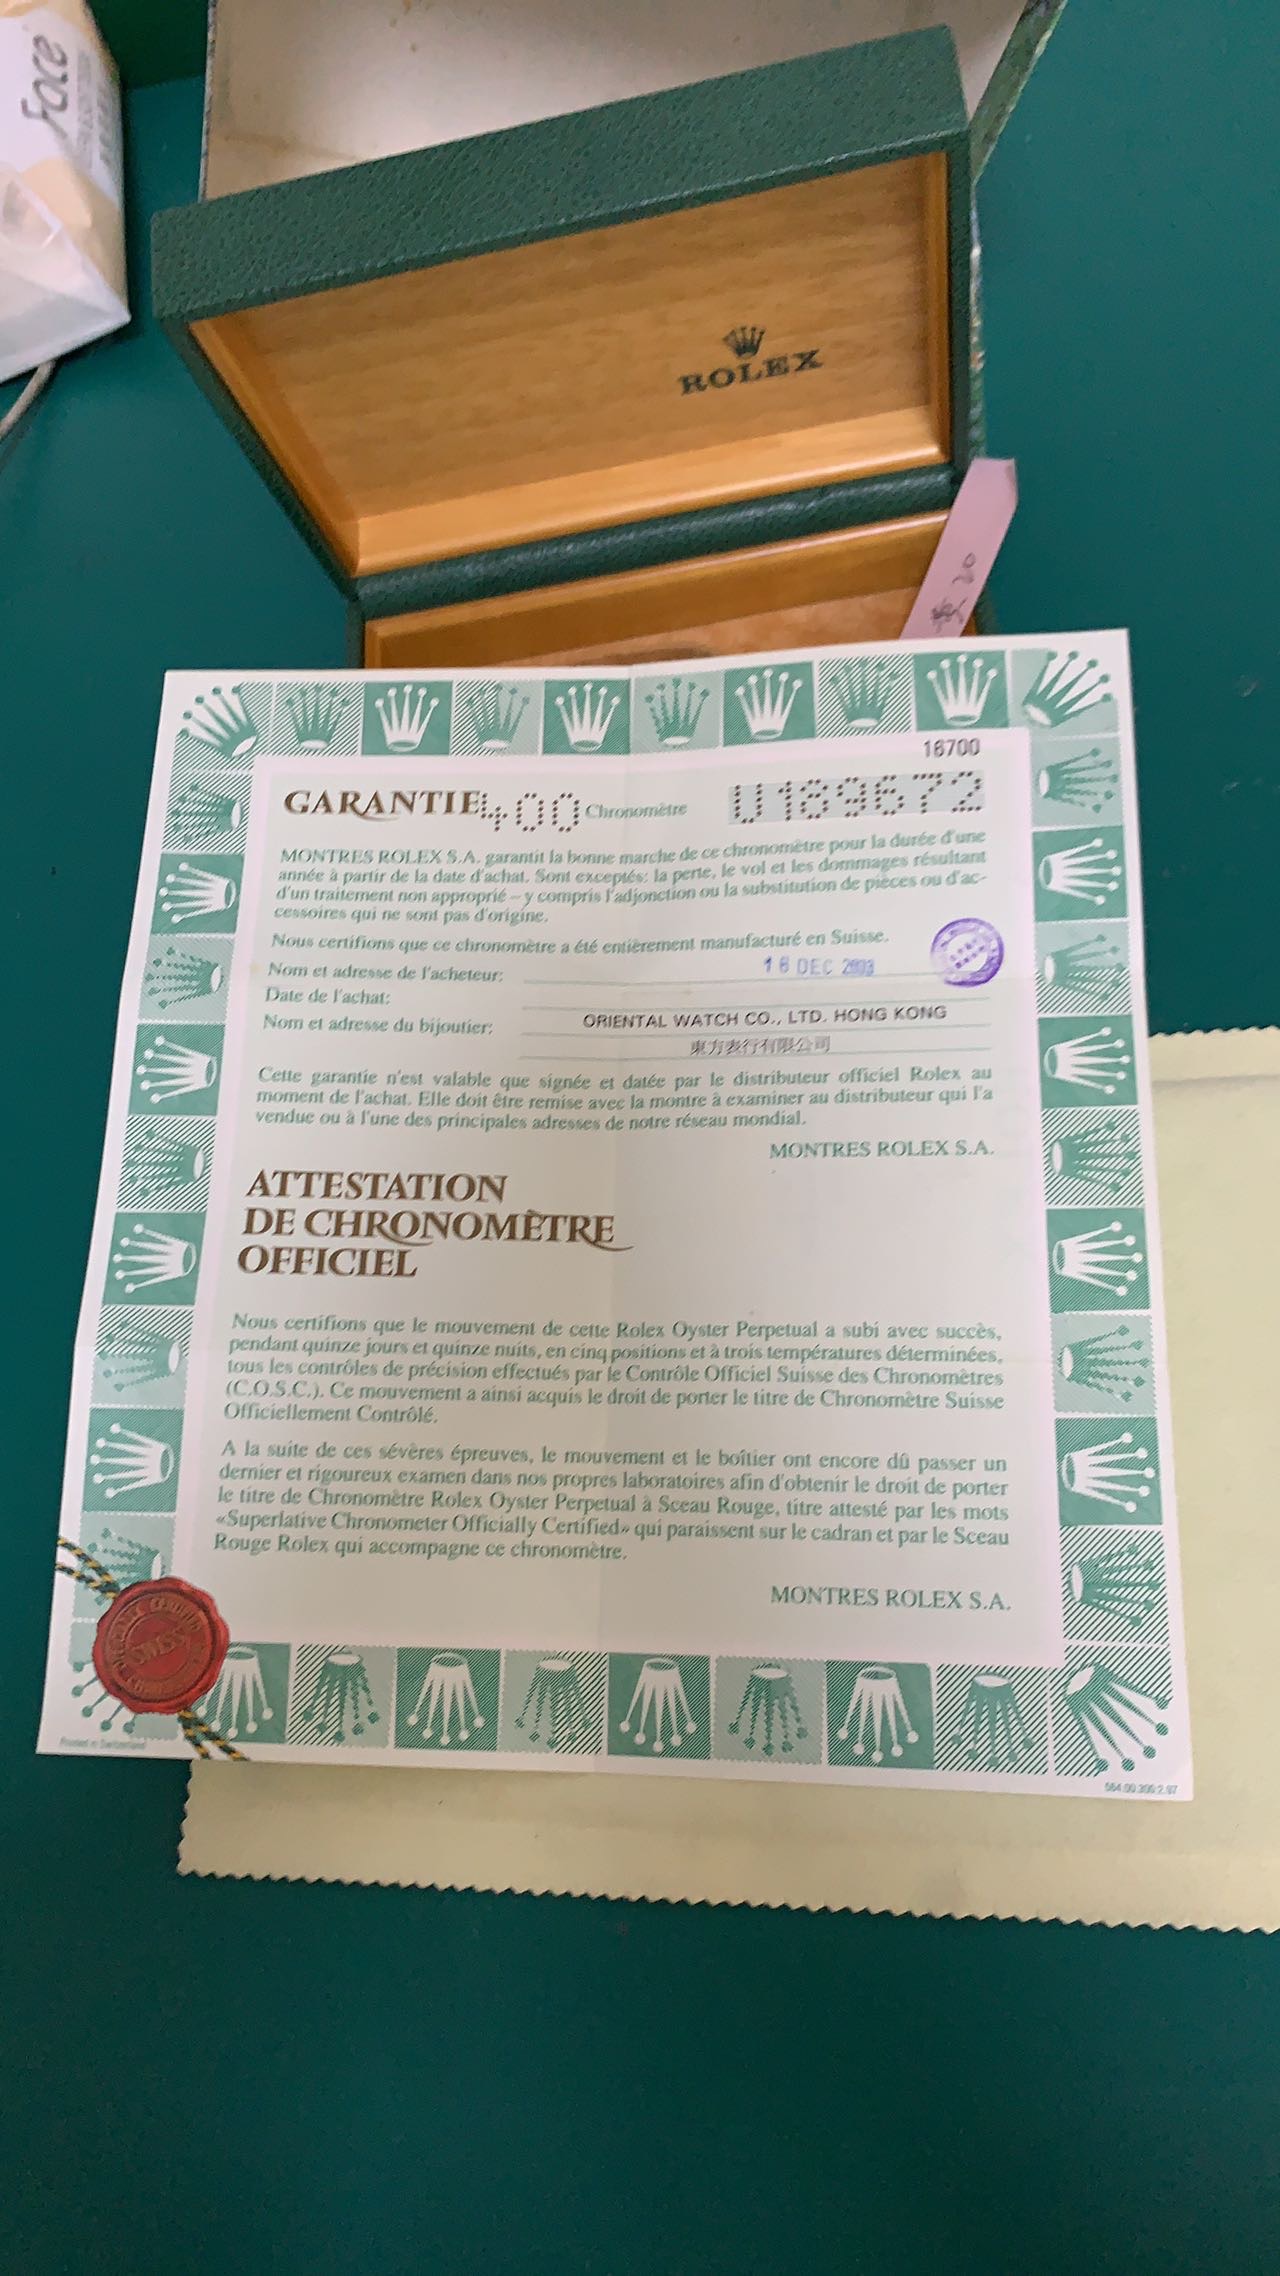 Face
ROLEX
20
16700
GARANTIE 400 Chronomètre U189672
MONTRES ROLEX S.A. garantit la bonne marche de ce chronomètre pour la durée d'une
année à partir de la date d'achat. Sont exceptés: la perte, le vol et les dommages résultant
d'un traitement non approprié – y compris l'adjonction ou la substitution de pièces ou d'ac-
cessoires qui ne sont pas d'origine.
Nous certifions que ce chronomètre a été entièrement manufacturé en Suisse.
Nom et adresse de l'acheteur:
16 DEC 2003
Date de l'achat:
Nom et adresse du bijoutier: ORIENTAL WATCH CO., LTD. HONG KONG
東方表行有限公司
Cette garantie n'est valable que signée et datée par le distributeur officiel Rolex au
moment de l'achat. Elle doit être remise avec la montre à examiner au distributeur qui l'a
vendue ou à l'une des principales adresses de notre réseau mondial.
MONTRES ROLEX S.A.
ATTESTATION
DE CHRONOMÈTRE
OFFICIEL
Nous certifions que le mouvement de cette Rolex Oyster Perpetual a subi avec succès,
pendant quinze jours et quinze nuits, en cinq positions et à trois températures déterminées,
tous les contrôles de précision effectués par le Contrôle Officiel Suisse des Chronomètres
(C.O.S.C.). Ce mouvement a ainsi acquis le droit de porter le titre de Chronomètre Suisse
Officiellement Contrôlé.
A la suite de ces sévères épreuves, le mouvement et le boîtier ont encore dû passer un
dernier et rigoureux examen dans nos propres laboratoires afin d'obtenir le droit de porter
le titre de Chronomètre Rolex Oyster Perpetual à Sceau Rouge, titre attesté par les mots
«Superlative Chronometer Officially Certified» qui paraissent sur le cadran et par le Sceau
Rouge Rolex qui accompagne ce chronomètre.
MONTRES ROLEX S.A.
SWISS
Printed in Switzerland
564.00.300.2.97